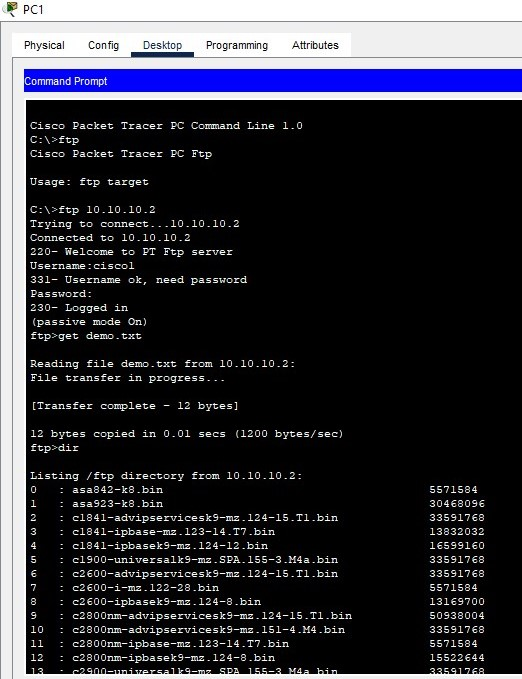 PC1
Physical Config Desktop Programming Attributes
Command Prompt
Cisco Packet Tracer PC Command Line 1.0
C:\>ftp
Cisco Packet Tracer PC Ftp
Usage: ftp target
C:\>ftp 10.10.10.2
Trying to connect...10.10.10.2
Connected to 10.10.10.2
220- Welcome to PT Ftp server
Username:cisco1
331- Username ok, need password
Password:
230- Logged in
(passive mode On)
ftp>get demo.txt
Reading file demo.txt from 10.10.10.2:
File transfer in progress...
[Transfer complete - 12 bytes]
12 bytes copied in 0.01 secs (1200 bytes/sec)
ftp>dir
Listing /ftp directory from 10.10.10.2:
0 : asa842-k8.bin 5571584
1 : asa923-k8.bin 30468096
2 : c1841-advipservicesk9-mz.124-15.T1.bin 33591768
3 : c1841-ipbase-mz.123-14.T7.bin 13832032
4 : c1841-ipbasek9-mz.124-12.bin 16599160
5 : c1900-universalk9-mz.SPA.155-3.M4a.bin 33591768
6 : c2600-advipservicesk9-mz.124-15.T1.bin 33591768
7 : c2600-i-mz.122-28.bin 5571584
8 : c2600-ipbasek9-mz.124-8.bin 13169700
9 : c2800nm-advipservicesk9-mz.124-15.T1.bin 50938004
10 : c2800nm-advipservicesk9-mz.151-4.M4.bin 33591768
11 : c2800nm-ipbase-mz.123-14.T7.bin 5571584
12 : c2800nm-ipbasek9-mz.124-8.bin 15522644
13 : c2900-universalk9-mz.SPA.155-3.M4a.bin 33591768